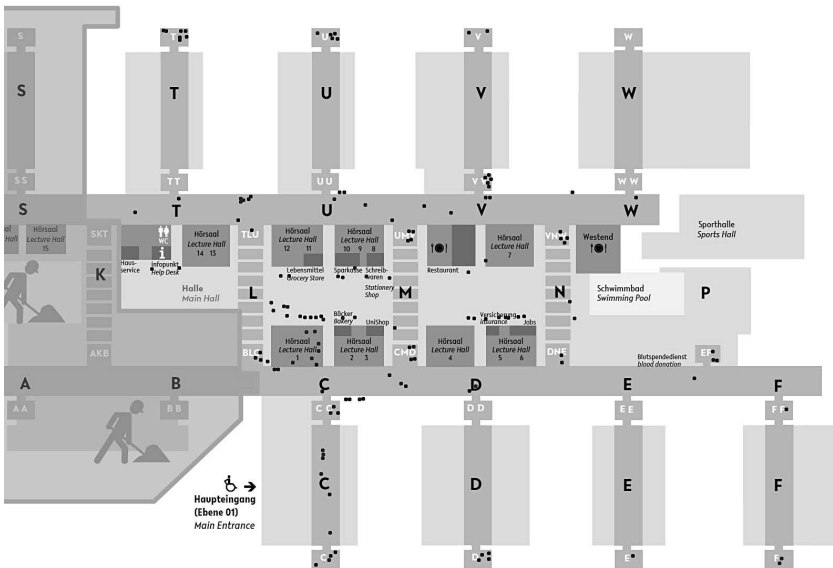 S
T
U
V
W
S
T
U
V
W
SS
TT
UU
VV
WW
S
T
U
V
W
Hall
Hörsaal
Lecture Hall
15
SKT
WC
i
Haus-
service
Infopunkt
Help Desk
Hörsaal
Lecture Hall
14 13
TLU
Hörsaal
Lecture Hall
12 11
Lebensmittel
Grocery Store
Hörsaal
Lecture Hall
10 9 8
Sparkasse
Schreib-
waren
Stationery
Shop
UMV
Restaurant
Hörsaal
Lecture Hall
7
Westend
Sporthalle
Sports Hall
K
Halle
Main Hall
L
M
N
Schwimmbad
Swimming Pool
P
Bäcker
Bakery
UniShop
Versicherung
Insurance
Jobs
AKB
Hörsaal
Lecture Hall
1
Hörsaal
Lecture Hall
2 3
CMD
Hörsaal
Lecture Hall
4
Hörsaal
Lecture Hall
5 6
DNE
Blutspendedienst
blood donation
A
B
C
D
E
F
AA
BB
DD
EE
FF
C
D
E
F
Haupteingang
(Ebene 01)
Main Entrance
C
D
E